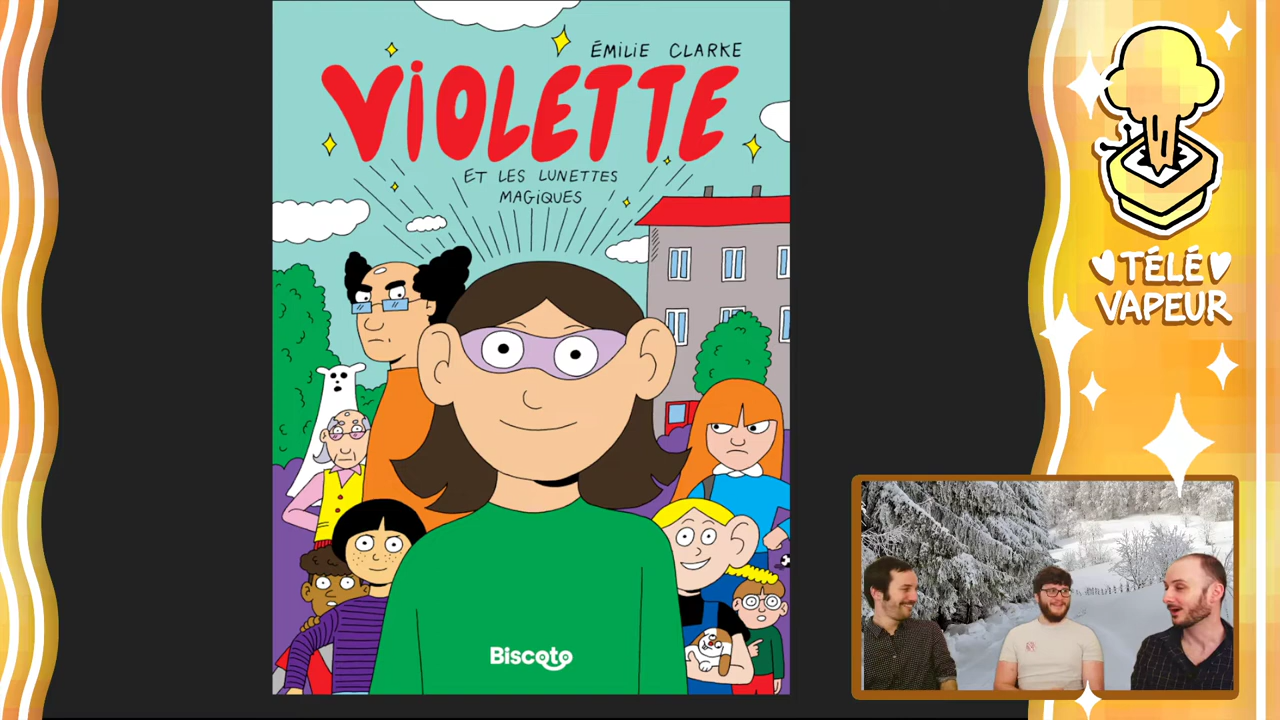 ÉMILIE CLARKE
VIOLETTE
ET LES LUNETTES
MAGIQUES
Biscoto
TÉLÉ
VAPEUR